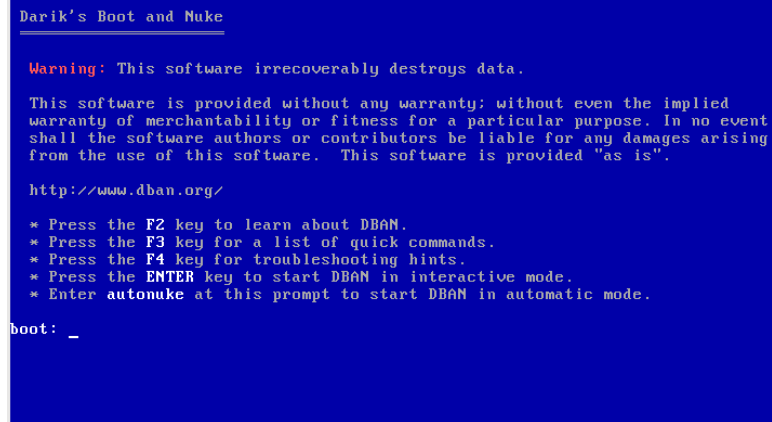 Darik's Boot and Nuke
Warning: This software irrecoverably destroys data.
This software is provided without any warranty; without even the implied
warranty of merchantability or fitness for a particular purpose. In no event
shall the software authors or contributors be liable for any damages arising
from the use of this software.  This software is provided "as is".
http://www.dban.org/
* Press the F2 key to learn about DBAN.
* Press the F3 key for a list of quick commands.
* Press the F4 key for troubleshooting hints.
* Press the ENTER key to start DBAN in interactive mode.
* Enter autonuke at this prompt to start DBAN in automatic mode.
boot: _